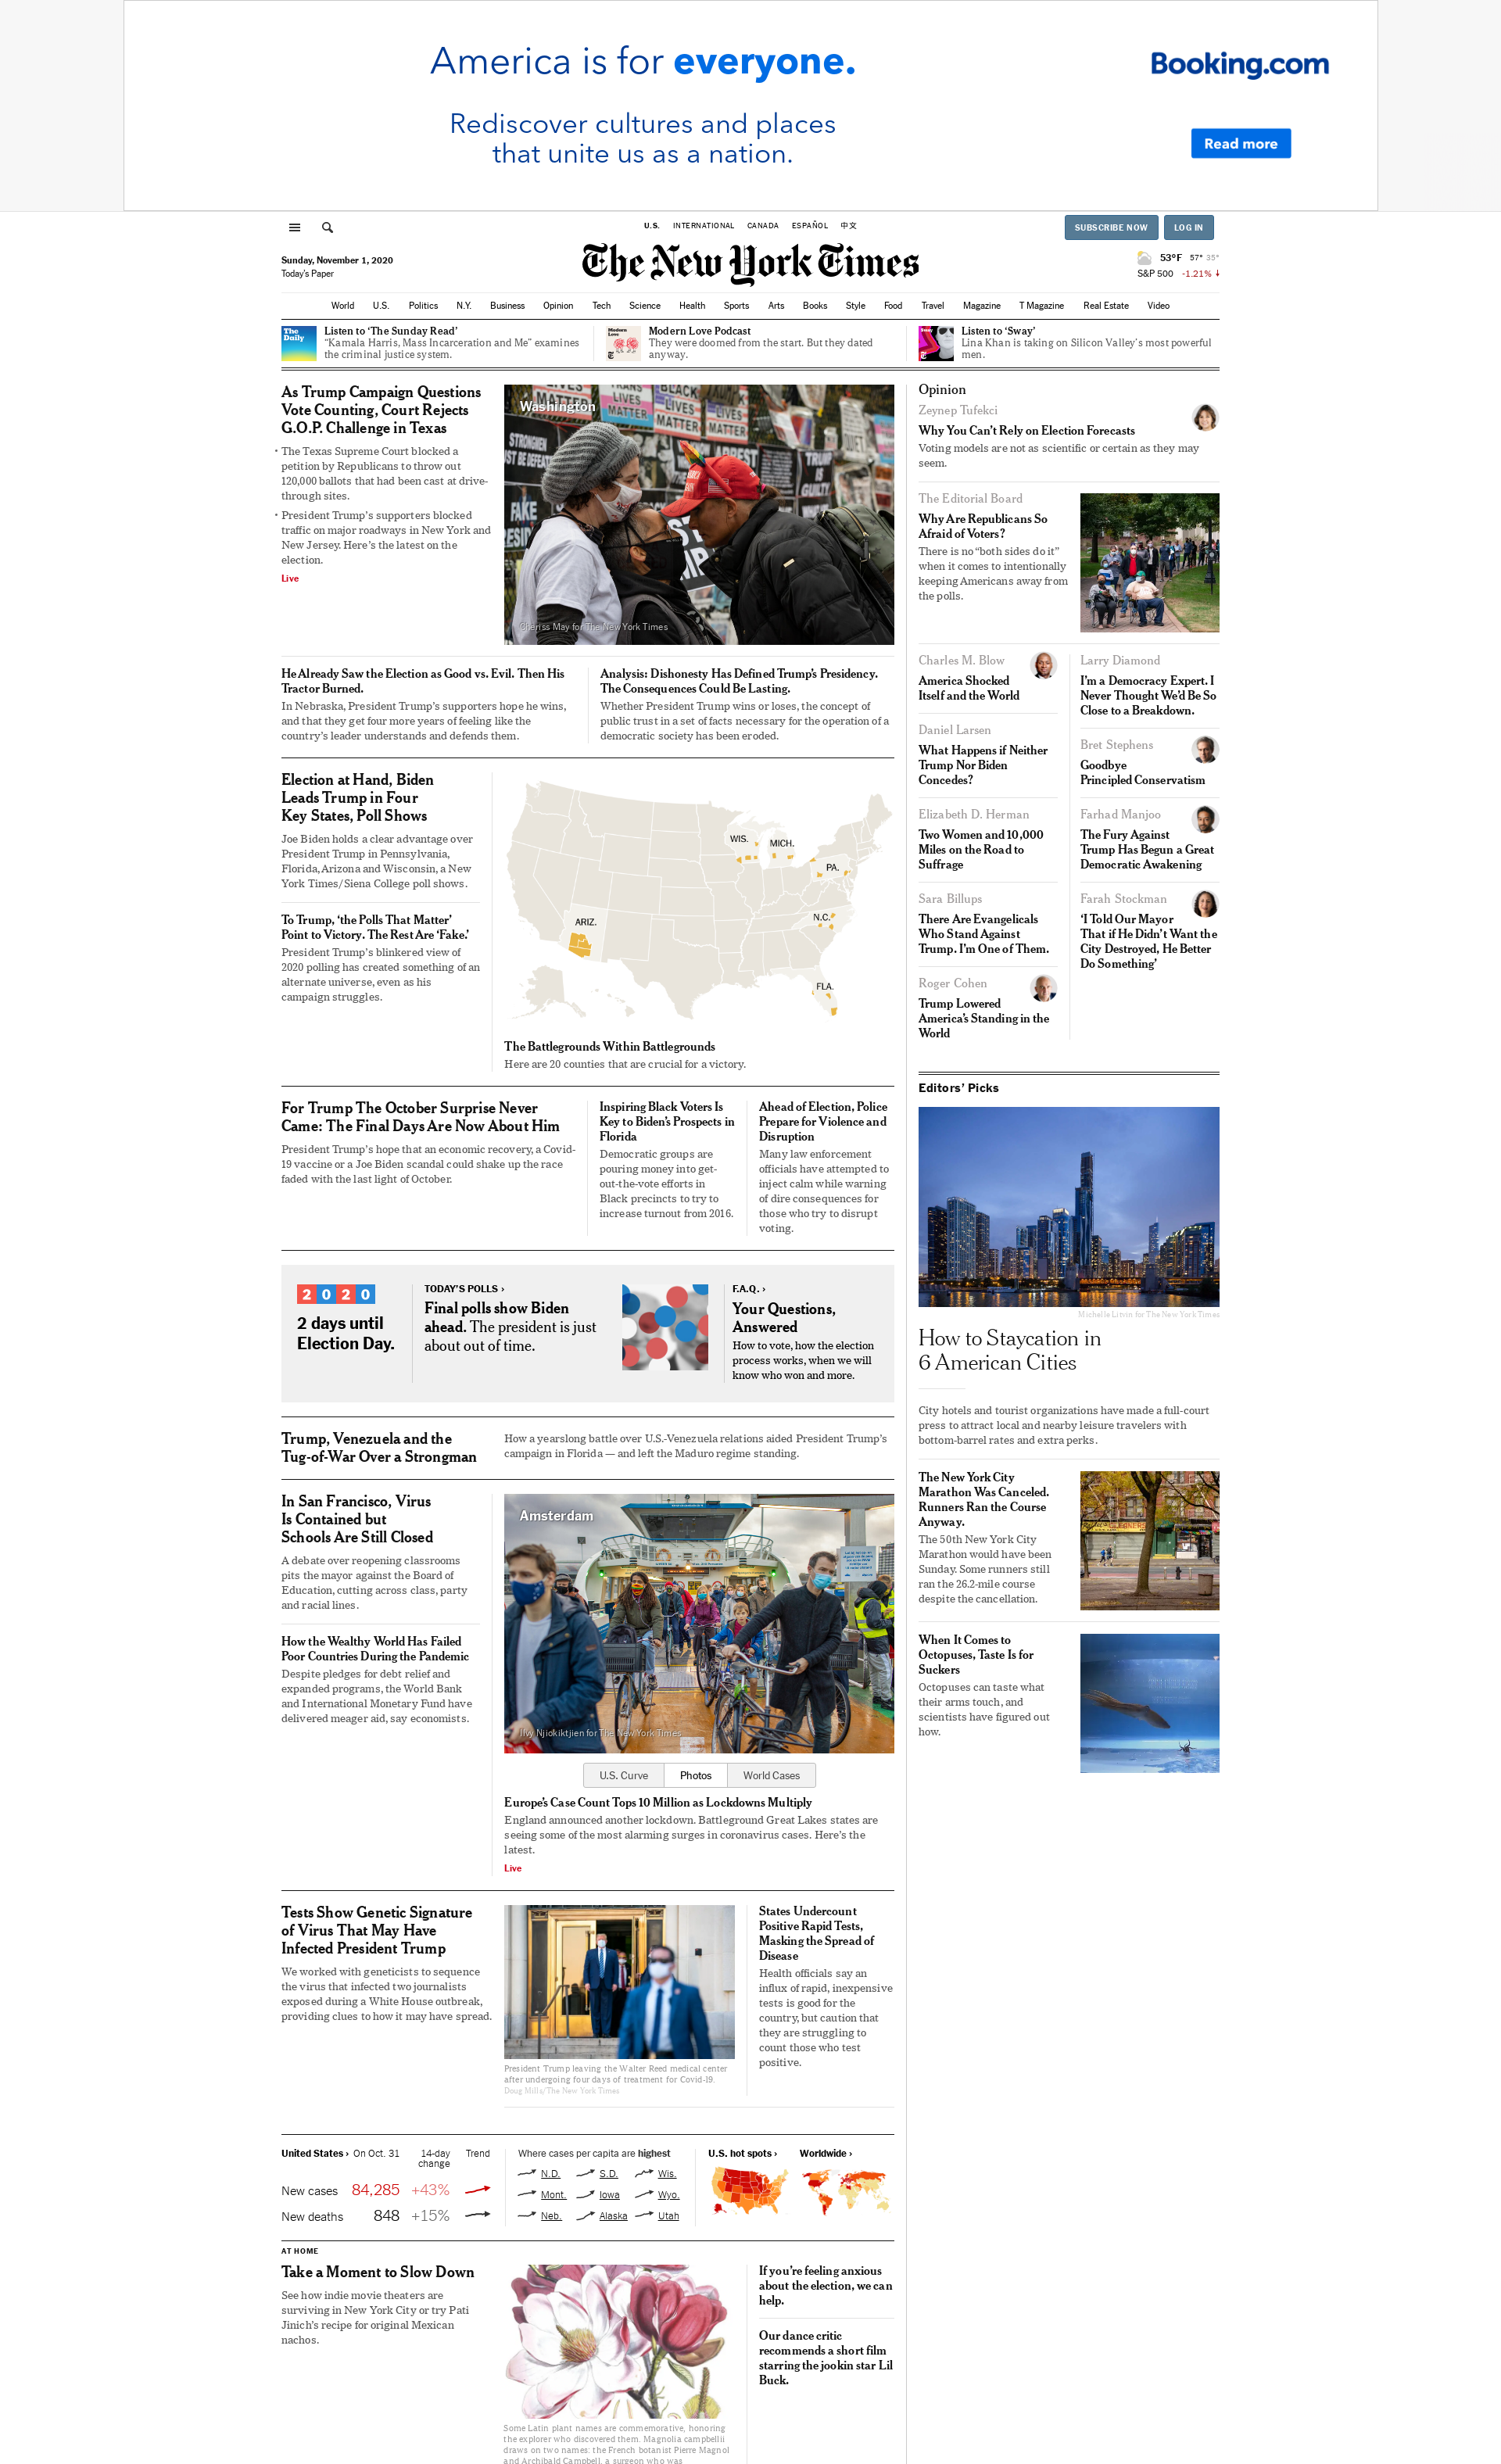 America is for everyone.
Booking.com
Rediscover cultures and places
that unite us as a nation.
Read more
U.S. INTERNATIONAL CANADA ESPAÑOL 中文
SUBSCRIBE NOW
LOG IN
Sunday, November 1, 2020
Today's Paper
The New York Times
53°F 57° 35°
S&P 500 -1.21%
World U.S. Politics N.Y. Business Opinion Tech Science Health Sports Arts Books Style Food Travel Magazine T Magazine Real Estate Video
The Daily
Listen to ‘The Sunday Read’
“Kamala Harris, Mass Incarceration and Me” examines
the criminal justice system.
Modern Love
Modern Love Podcast
They were doomed from the start. But they dated
anyway.
Sway
Listen to ‘Sway’
Lina Khan is taking on Silicon Valley’s most powerful
men.
As Trump Campaign Questions
Vote Counting, Court Rejects
G.O.P. Challenge in Texas
• The Texas Supreme Court blocked a
petition by Republicans to throw out
120,000 ballots that had been cast at drive-
through sites.
• President Trump’s supporters blocked
traffic on major roadways in New York and
New Jersey. Here’s the latest on the
election.
Live
Washington
Cheriss May for The New York Times
He Already Saw the Election as Good vs. Evil. Then His
Tractor Burned.
In Nebraska, President Trump’s supporters hope he wins,
and that they get four more years of feeling like the
country’s leader understands and defends them.
Analysis: Dishonesty Has Defined Trump’s Presidency.
The Consequences Could Be Lasting.
Whether President Trump wins or loses, the concept of
public trust in a set of facts necessary for the operation of a
democratic society has been eroded.
Election at Hand, Biden
Leads Trump in Four
Key States, Poll Shows
Joe Biden holds a clear advantage over
President Trump in Pennsylvania,
Florida, Arizona and Wisconsin, a New
York Times/Siena College poll shows.
To Trump, ‘the Polls That Matter’
Point to Victory. The Rest Are ‘Fake.’
President Trump’s blinkered view of
2020 polling has created something of an
alternate universe, even as his
campaign struggles.
WIS.
MICH.
PA.
N.C.
ARIZ.
FLA.
The Battlegrounds Within Battlegrounds
Here are 20 counties that are crucial for a victory.
For Trump The October Surprise Never
Came: The Final Days Are Now About Him
President Trump’s hope that an economic recovery, a Covid-
19 vaccine or a Joe Biden scandal could shake up the race
faded with the last light of October.
Inspiring Black Voters Is
Key to Biden’s Prospects in
Florida
Democratic groups are
pouring money into get-
out-the-vote efforts in
Black precincts to try to
increase turnout from 2016.
Ahead of Election, Police
Prepare for Violence and
Disruption
Many law enforcement
officials have attempted to
inject calm while warning
of dire consequences for
those who try to disrupt
voting.
2020
2 days until
Election Day.
TODAY’S POLLS ›
Final polls show Biden
ahead. The president is just
about out of time.
F.A.Q. ›
Your Questions,
Answered
How to vote, how the election
process works, when we will
know who won and more.
Trump, Venezuela and the
Tug-of-War Over a Strongman
How a yearslong battle over U.S.-Venezuela relations aided President Trump’s
campaign in Florida — and left the Maduro regime standing.
In San Francisco, Virus
Is Contained but
Schools Are Still Closed
A debate over reopening classrooms
pits the mayor against the Board of
Education, cutting across class, party
and racial lines.
How the Wealthy World Has Failed
Poor Countries During the Pandemic
Despite pledges for debt relief and
expanded programs, the World Bank
and International Monetary Fund have
delivered meager aid, say economists.
Amsterdam
Ilvy Njiokiktjien for The New York Times
U.S. Curve Photos World Cases
Europe’s Case Count Tops 10 Million as Lockdowns Multiply
England announced another lockdown. Battleground Great Lakes states are
seeing some of the most alarming surges in coronavirus cases. Here’s the
latest.
Live
Tests Show Genetic Signature
of Virus That May Have
Infected President Trump
We worked with geneticists to sequence
the virus that infected two journalists
exposed during a White House outbreak,
providing clues to how it may have spread.
President Trump leaving the Walter Reed medical center
after undergoing four days of treatment for Covid-19.
Doug Mills/The New York Times
States Undercount
Positive Rapid Tests,
Masking the Spread of
Disease
Health officials say an
influx of rapid, inexpensive
tests is good for the
country, but caution that
they are struggling to
count those who test
positive.
United States › On Oct. 31 14-day change Trend
New cases 84,285 +43%
New deaths 848 +15%
Where cases per capita are highest
N.D. S.D. Wis.
Mont. Iowa Wyo.
Neb. Alaska Utah
U.S. hot spots › Worldwide ›
AT HOME
Take a Moment to Slow Down
See how indie movie theaters are
surviving in New York City or try Pati
Jinich’s recipe for original Mexican
nachos.
Some Latin plant names are commemorative, honoring
the explorer who discovered them. Magnolia campbellii
draws on two names: the French botanist Pierre Magnol
and Archibald Campbell, a surgeon who was
If you’re feeling anxious
about the election, we can
help.
Our dance critic
recommends a short film
starring the jookin star Lil
Buck.
Opinion
Zeynep Tufekci
Why You Can’t Rely on Election Forecasts
Voting models are not as scientific or certain as they may
seem.
The Editorial Board
Why Are Republicans So
Afraid of Voters?
There is no “both sides do it”
when it comes to intentionally
keeping Americans away from
the polls.
Charles M. Blow
America Shocked
Itself and the World
Daniel Larsen
What Happens if Neither
Trump Nor Biden
Concedes?
Elizabeth D. Herman
Two Women and 10,000
Miles on the Road to
Suffrage
Sara Billups
There Are Evangelicals
Who Stand Against
Trump. I’m One of Them.
Roger Cohen
Trump Lowered
America’s Standing in the
World
Larry Diamond
I’m a Democracy Expert. I
Never Thought We’d Be So
Close to a Breakdown.
Bret Stephens
Goodbye
Principled Conservatism
Farhad Manjoo
The Fury Against
Trump Has Begun a Great
Democratic Awakening
Farah Stockman
‘I Told Our Mayor
That if He Didn’t Want the
City Destroyed, He Better
Do Something’
Editors’ Picks
Michelle Litvin for The New York Times
How to Staycation in
6 American Cities
City hotels and tourist organizations have made a full-court
press to attract local and nearby leisure travelers with
bottom-barrel rates and extra perks.
The New York City
Marathon Was Canceled.
Runners Ran the Course
Anyway.
The 50th New York City
Marathon would have been
Sunday. Some runners still
ran the 26.2-mile course
despite the cancellation.
When It Comes to
Octopuses, Taste Is for
Suckers
Octopuses can taste what
their arms touch, and
scientists have figured out
how.